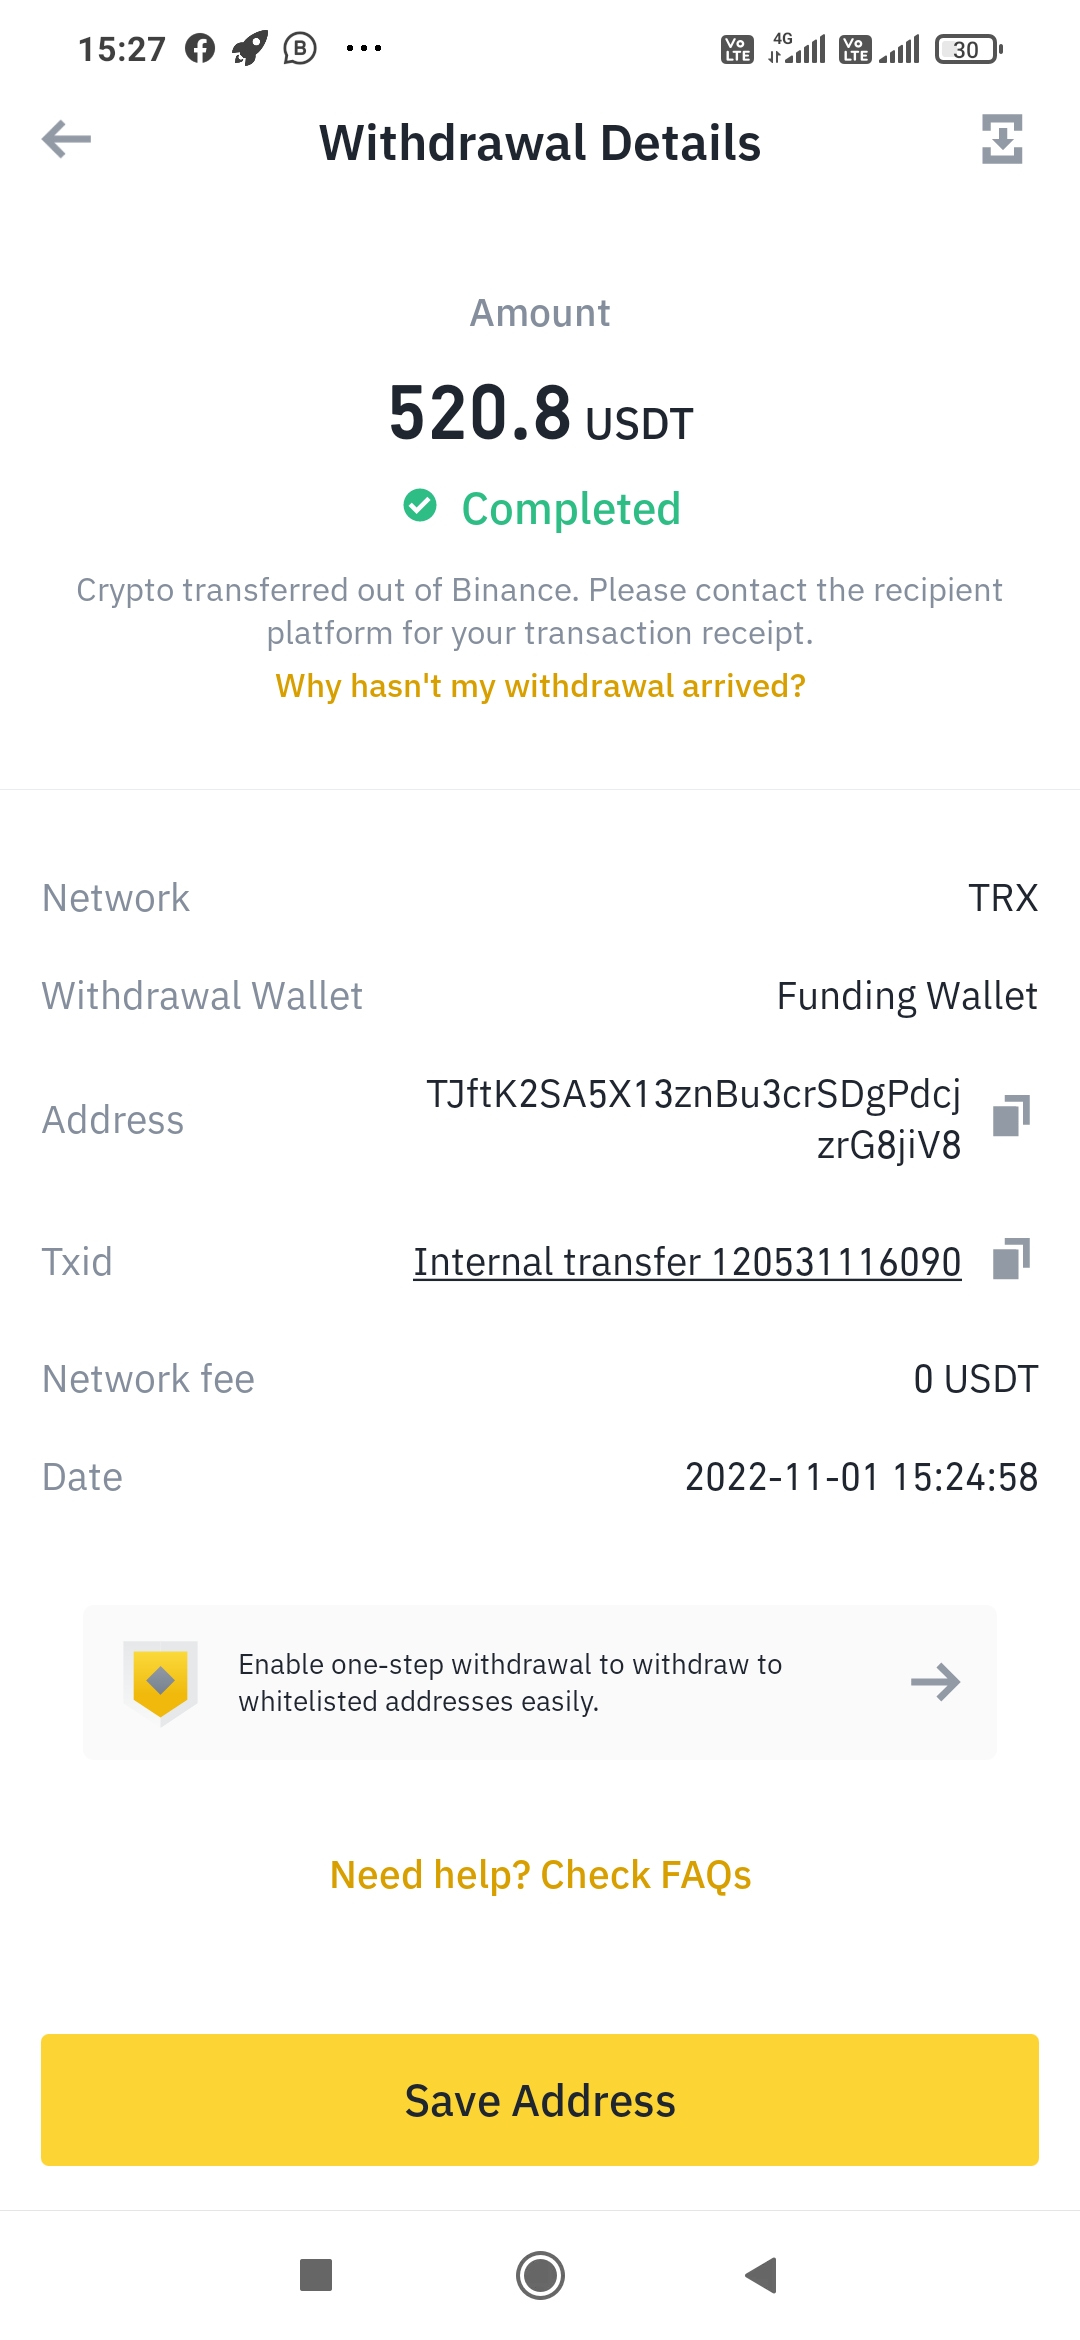 15:27
4G
Vo LTE
Vo LTE
30
Withdrawal Details
Amount
520.8 USDT
Completed
Crypto transferred out of Binance. Please contact the recipient
platform for your transaction receipt.
Why hasn't my withdrawal arrived?
Network TRX
Withdrawal Wallet Funding Wallet
Address TJftK2SA5X13znBu3crSDgPdcj
zrG8jiV8
Txid Internal transfer 120531116090
Network fee 0 USDT
Date 2022-11-01 15:24:58
Enable one-step withdrawal to withdraw to
whitelisted addresses easily.
Need help? Check FAQs
Save Address